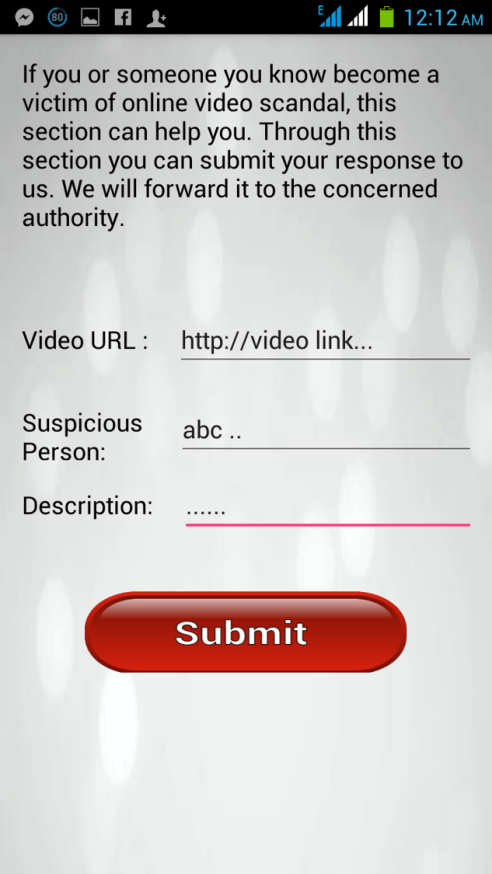 80
E
12:12 AM
If you or someone you know become a
victim of online video scandal, this
section can help you. Through this
section you can submit your response to
us. We will forward it to the concerned
authority.
Video URL : http://video link...
Suspicious
Person: abc ..
Description: ......
Submit